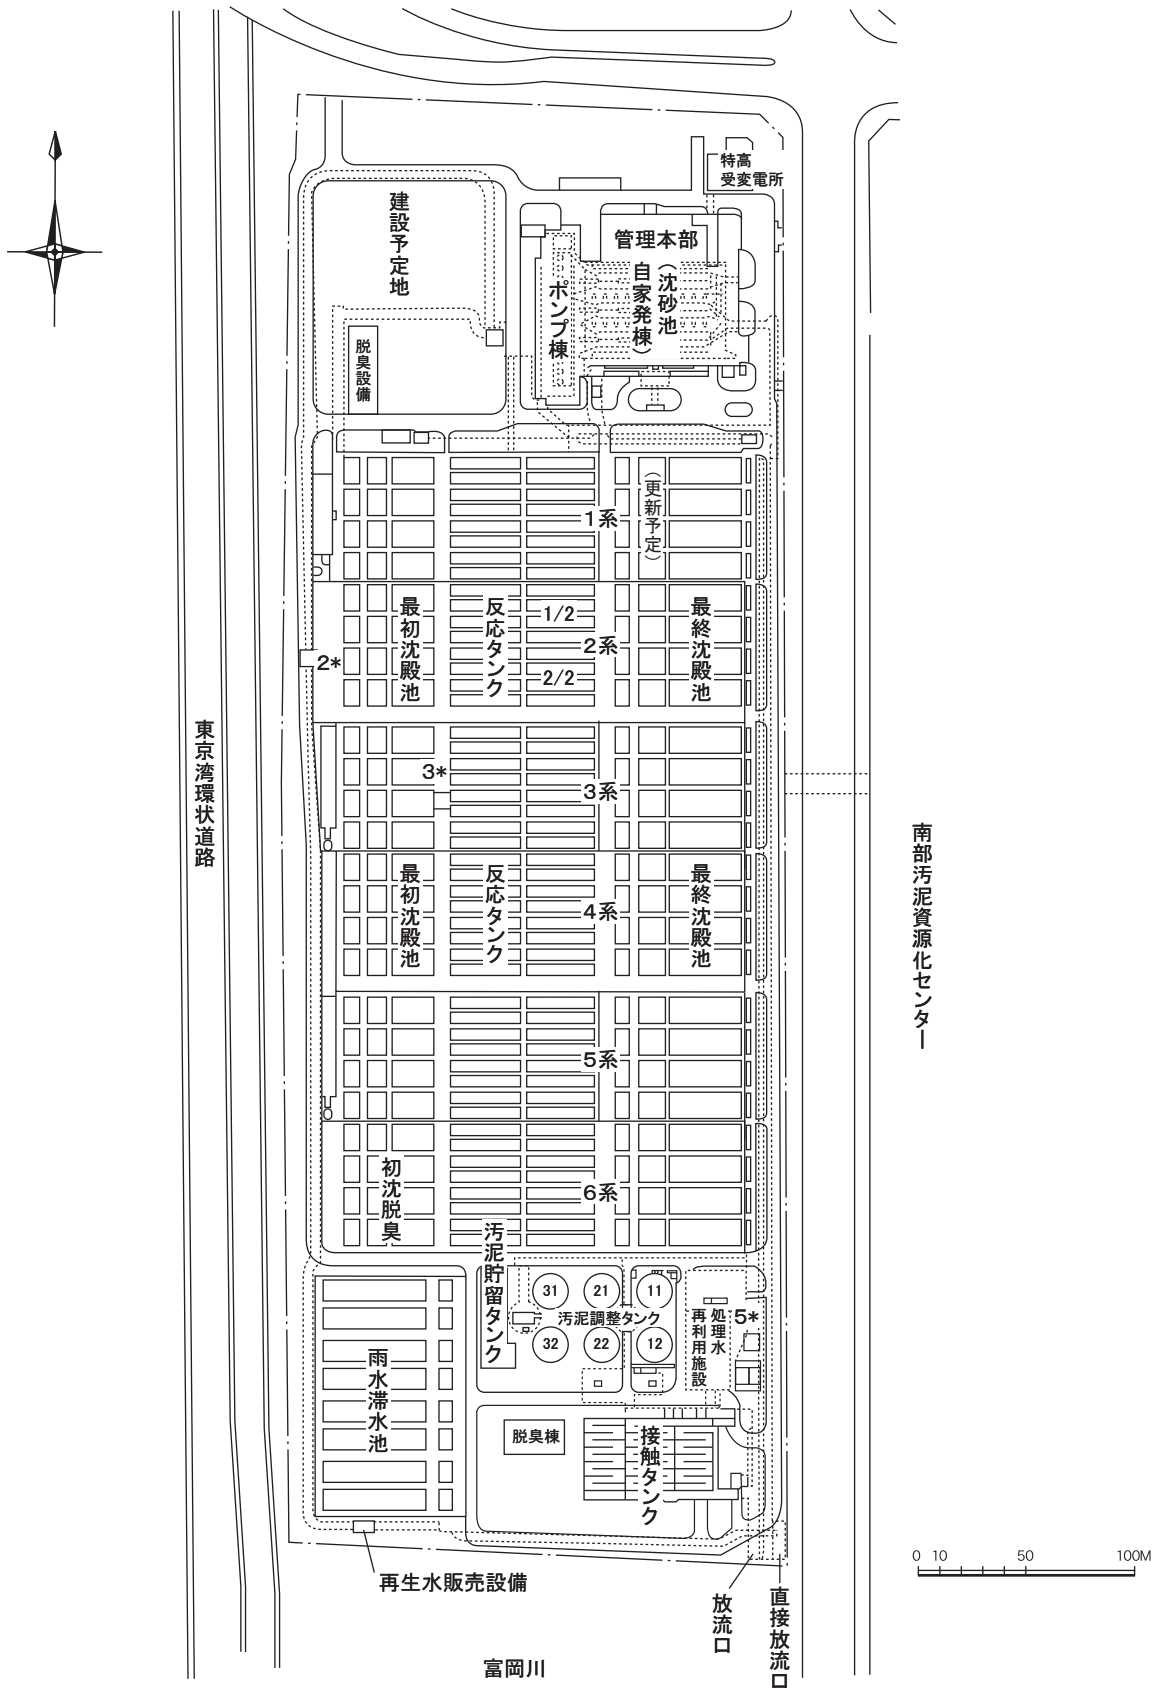 特高
受変電所
建設予定地
管理本部
(沈砂池
自家発棟)
ポンプ棟
脱臭設備
(更新予定)
1系
最初沈殿池
反応タンク
1/2
2系
最終沈殿池
2*
2/2
東京湾環状道路
3*
3系
南部汚泥資源化センター
最初沈殿池
反応タンク
4系
最終沈殿池
5系
初沈脱臭
6系
汚泥貯留タンク
31
21
11
汚泥調整タンク
32
22
12
処理水
再利用施設
5*
雨水滞水池
脱臭棟
接触タンク
0 10 50 100M
再生水販売設備
放流口
直接放流口
富岡川